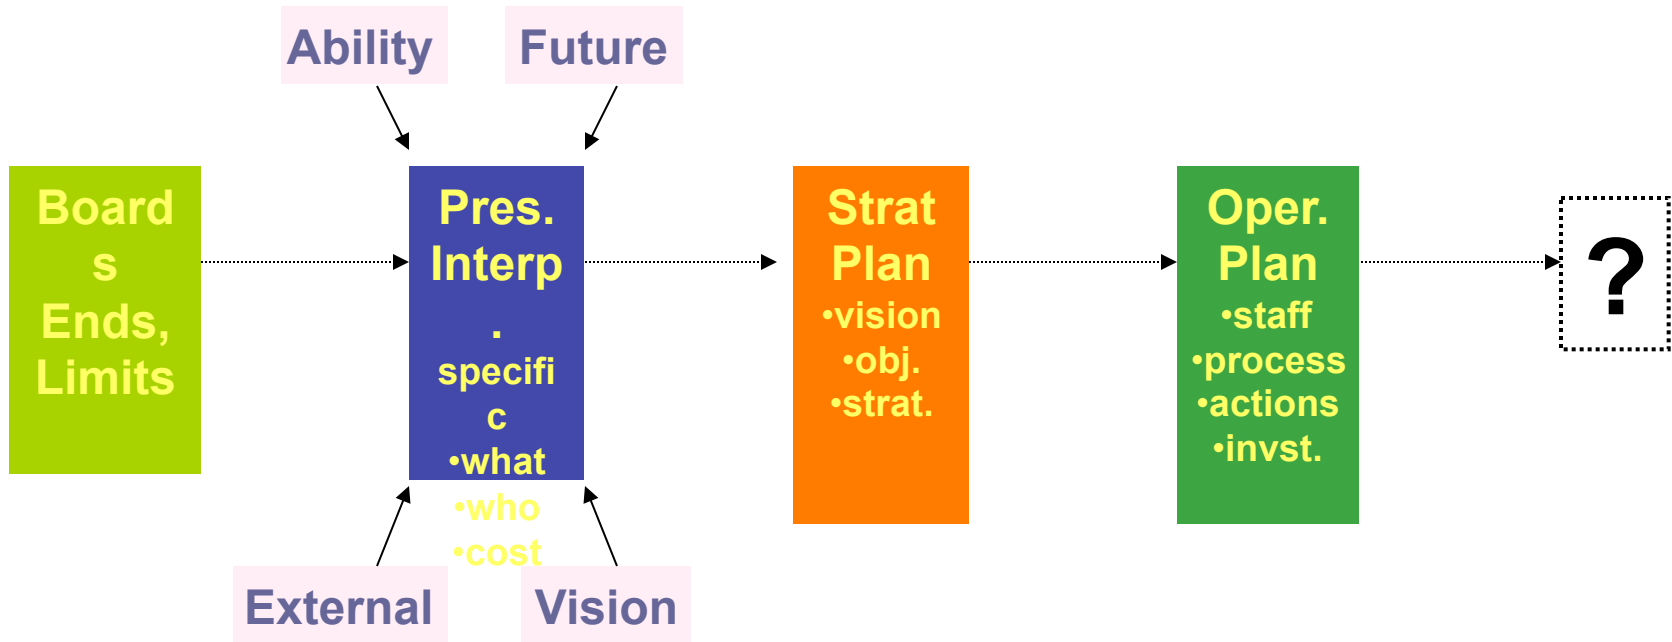 Ability
Future
Board
s
Ends,
Limits
Pres.
Interp
.
specifi
c
•what
•who
•cost
Strat
Plan
•vision
•obj.
•strat.
Oper.
Plan
•staff
•process
•actions
•invst.
?
External
Vision